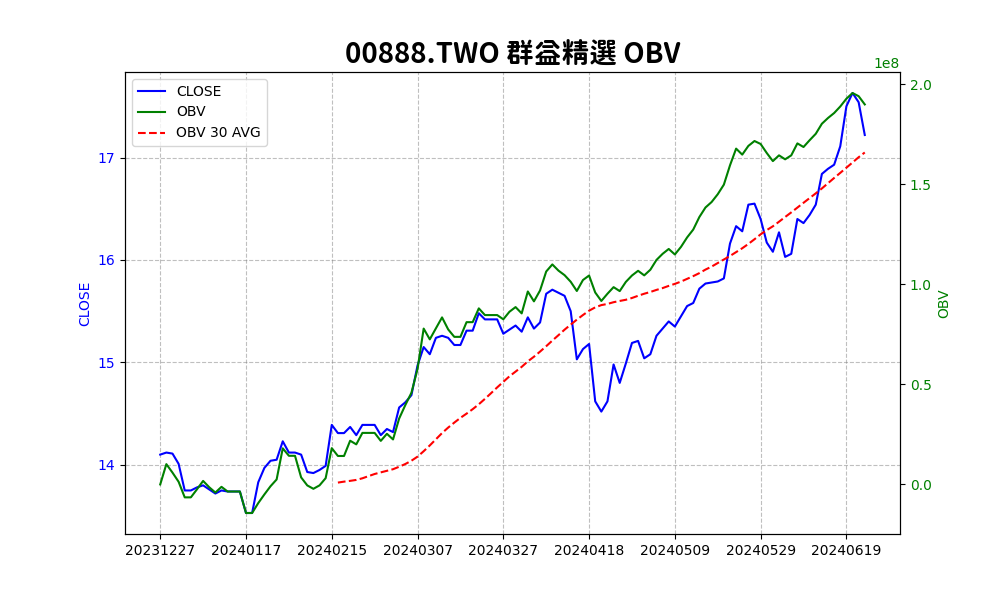 00888.TWO 群益精選 OBV
1e8
CLOSE
OBV
OBV 30 AVG
2.0
17
1.5
16
CLOSE
1.0
OBV
15
0.5
14
0.0
20231227 20240117 20240215 20240307 20240327 20240418 20240509 20240529 20240619